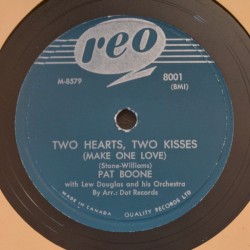 reo
M-8579
8001
(BMI)
TWO HEARTS, TWO KISSES
(MAKE ONE LOVE)
(Stone-Williams)
PAT BOONE
with Lew Douglas and his Orchestra
By Arr.: Dot Records
MADE IN CANADA
QUALITY RECORDS LTD.